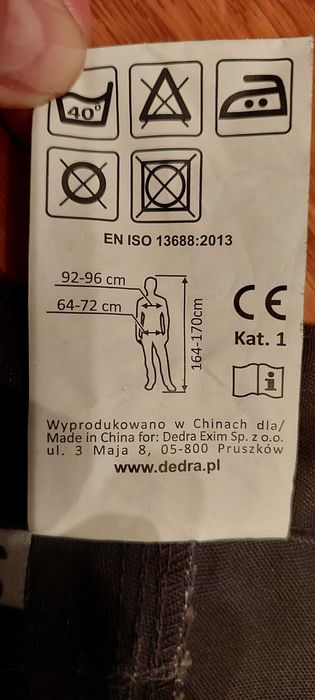 40°
EN ISO 13688:2013
92-96 cm
64-72 cm
164-170cm
CE
Kat. 1
i
Wyprodukowano w Chinach dla/
Made in China for: Dedra Exim Sp. z o.o.
ul. 3 Maja 8, 05-800 Pruszków
www.dedra.pl